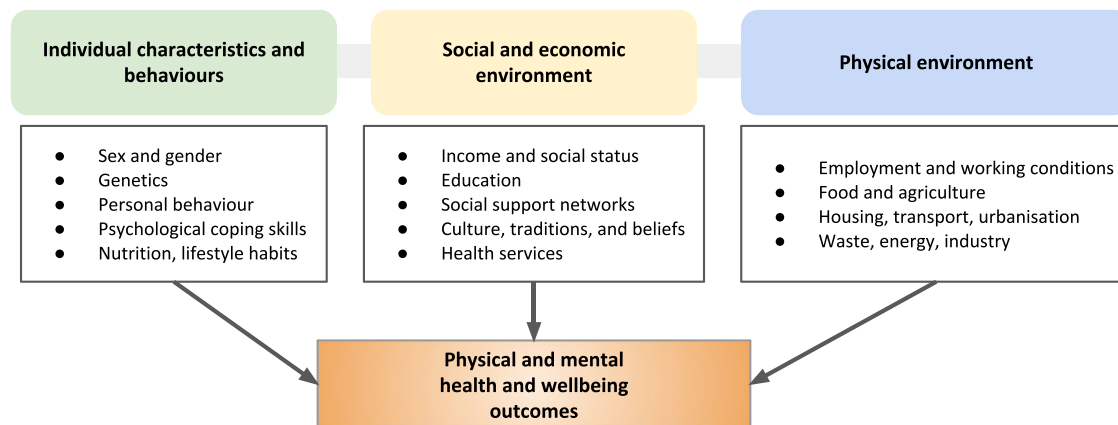 Individual characteristics and
behaviours
Social and economic
environment
Physical environment
● Sex and gender
● Genetics
● Personal behaviour
● Psychological coping skills
● Nutrition, lifestyle habits
● Income and social status
● Education
● Social support networks
● Culture, traditions, and beliefs
● Health services
● Employment and working conditions
● Food and agriculture
● Housing, transport, urbanisation
● Waste, energy, industry
Physical and mental
health and wellbeing
outcomes